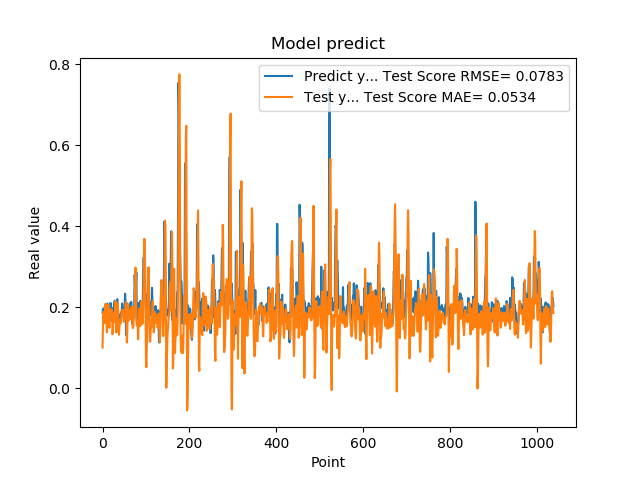 Model predict
Predict y... Test Score RMSE= 0.0783
Test y... Test Score MAE= 0.0534
0.8
0.6
0.4
0.2
0.0
Real value
0 200 400 600 800 1000
Point